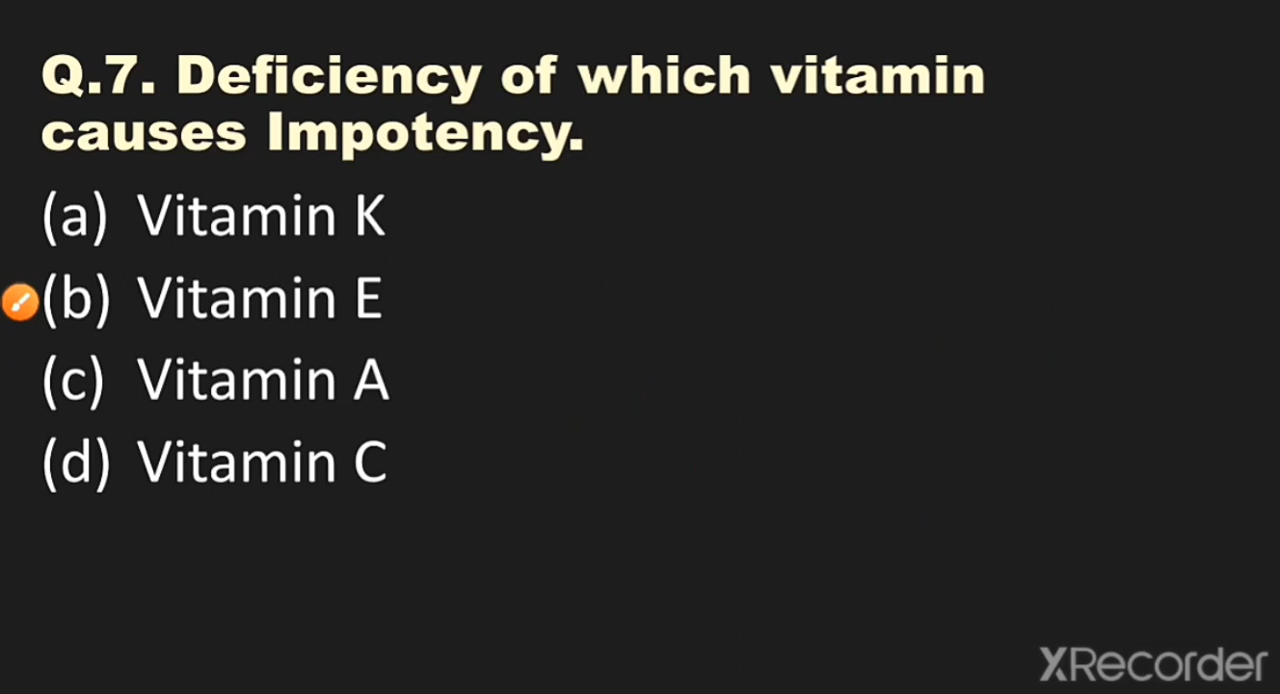 Q.7. Deficiency of which vitamin
causes Impotency.
(a) Vitamin K
(b) Vitamin E
(c) Vitamin A
(d) Vitamin C
XRecorder